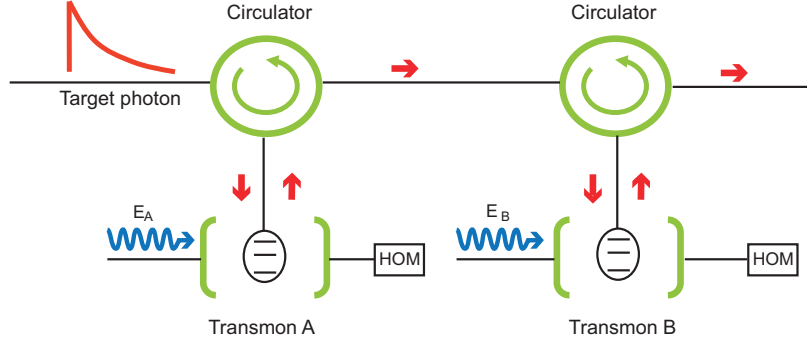 Circulator
Circulator
Target photon
E_A
E_B
HOM
HOM
Transmon A
Transmon B